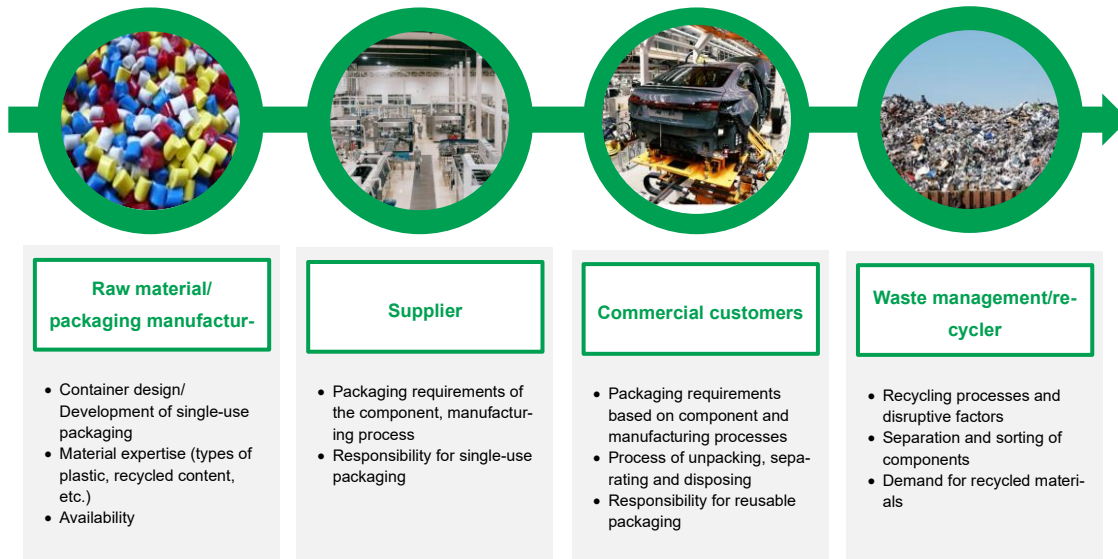 Raw material/
packaging manufactur-
• Container design/
Development of single-use
packaging
• Material expertise (types of
plastic, recycled content,
etc.)
• Availability
Supplier
• Packaging requirements of
the component, manufactur-
ing process
• Responsibility for single-use
packaging
Commercial customers
• Packaging requirements
based on component and
manufacturing processes
• Process of unpacking, sepa-
rating and disposing
• Responsibility for reusable
packaging
Waste management/re-
cycler
• Recycling processes and
disruptive factors
• Separation and sorting of
components
• Demand for recycled materi-
als